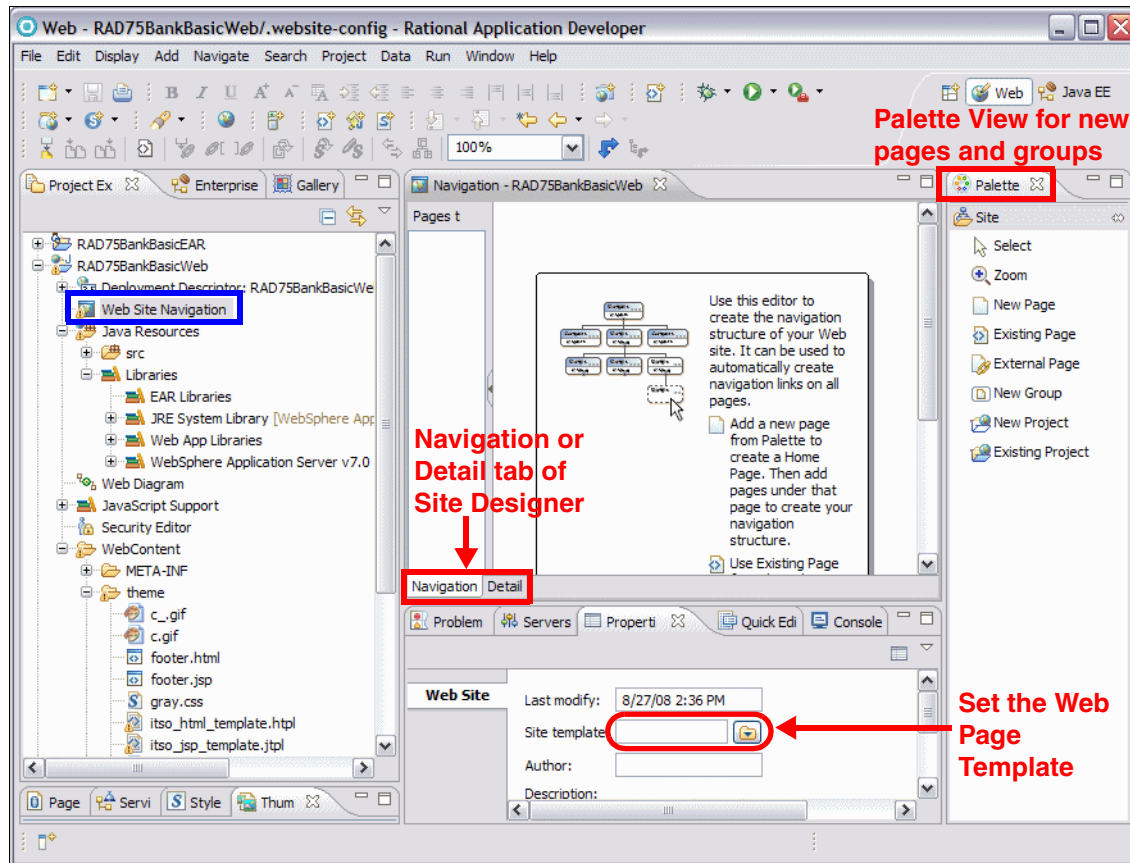 Web - RAD75BankBasicWeb/.website-config - Rational Application Developer
File Edit Display Add Navigate Search Project Data Run Window Help
B I U A A
Web Java EE
Palette View for new
pages and groups
100%
Project Ex Enterprise Gallery
RAD75BankBasicEAR
RAD75BankBasicWeb
Deployment Descriptor: RAD75BankBasicWe
Web Site Navigation
Java Resources
src
Libraries
EAR Libraries
JRE System Library [WebSphere App
Web App Libraries
WebSphere Application Server v7.0
Web Diagram
JavaScript Support
Security Editor
WebContent
META-INF
theme
c_.gif
c.gif
footer.html
footer.jsp
gray.css
itso_html_template.htpl
itso_jsp_template.jtpl
Page Servi Style Thum
Navigation - RAD75BankBasicWeb
Pages t
Use this editor to
create the navigation
structure of your Web
site. It can be used to
automatically create
navigation links on all
pages.
Add a new page
from Palette to
create a Home
Page. Then add
pages under that
page to create your
navigation
structure.
Use Existing Page
Navigation or
Detail tab of
Site Designer
Navigation Detail
Problem Servers Properti Quick Edi Console
Web Site
Last modify: 8/27/08 2:36 PM
Site template
Author:
Description:
Palette
Site
Select
Zoom
New Page
Existing Page
External Page
New Group
New Project
Existing Project
Set the Web
Page
Template